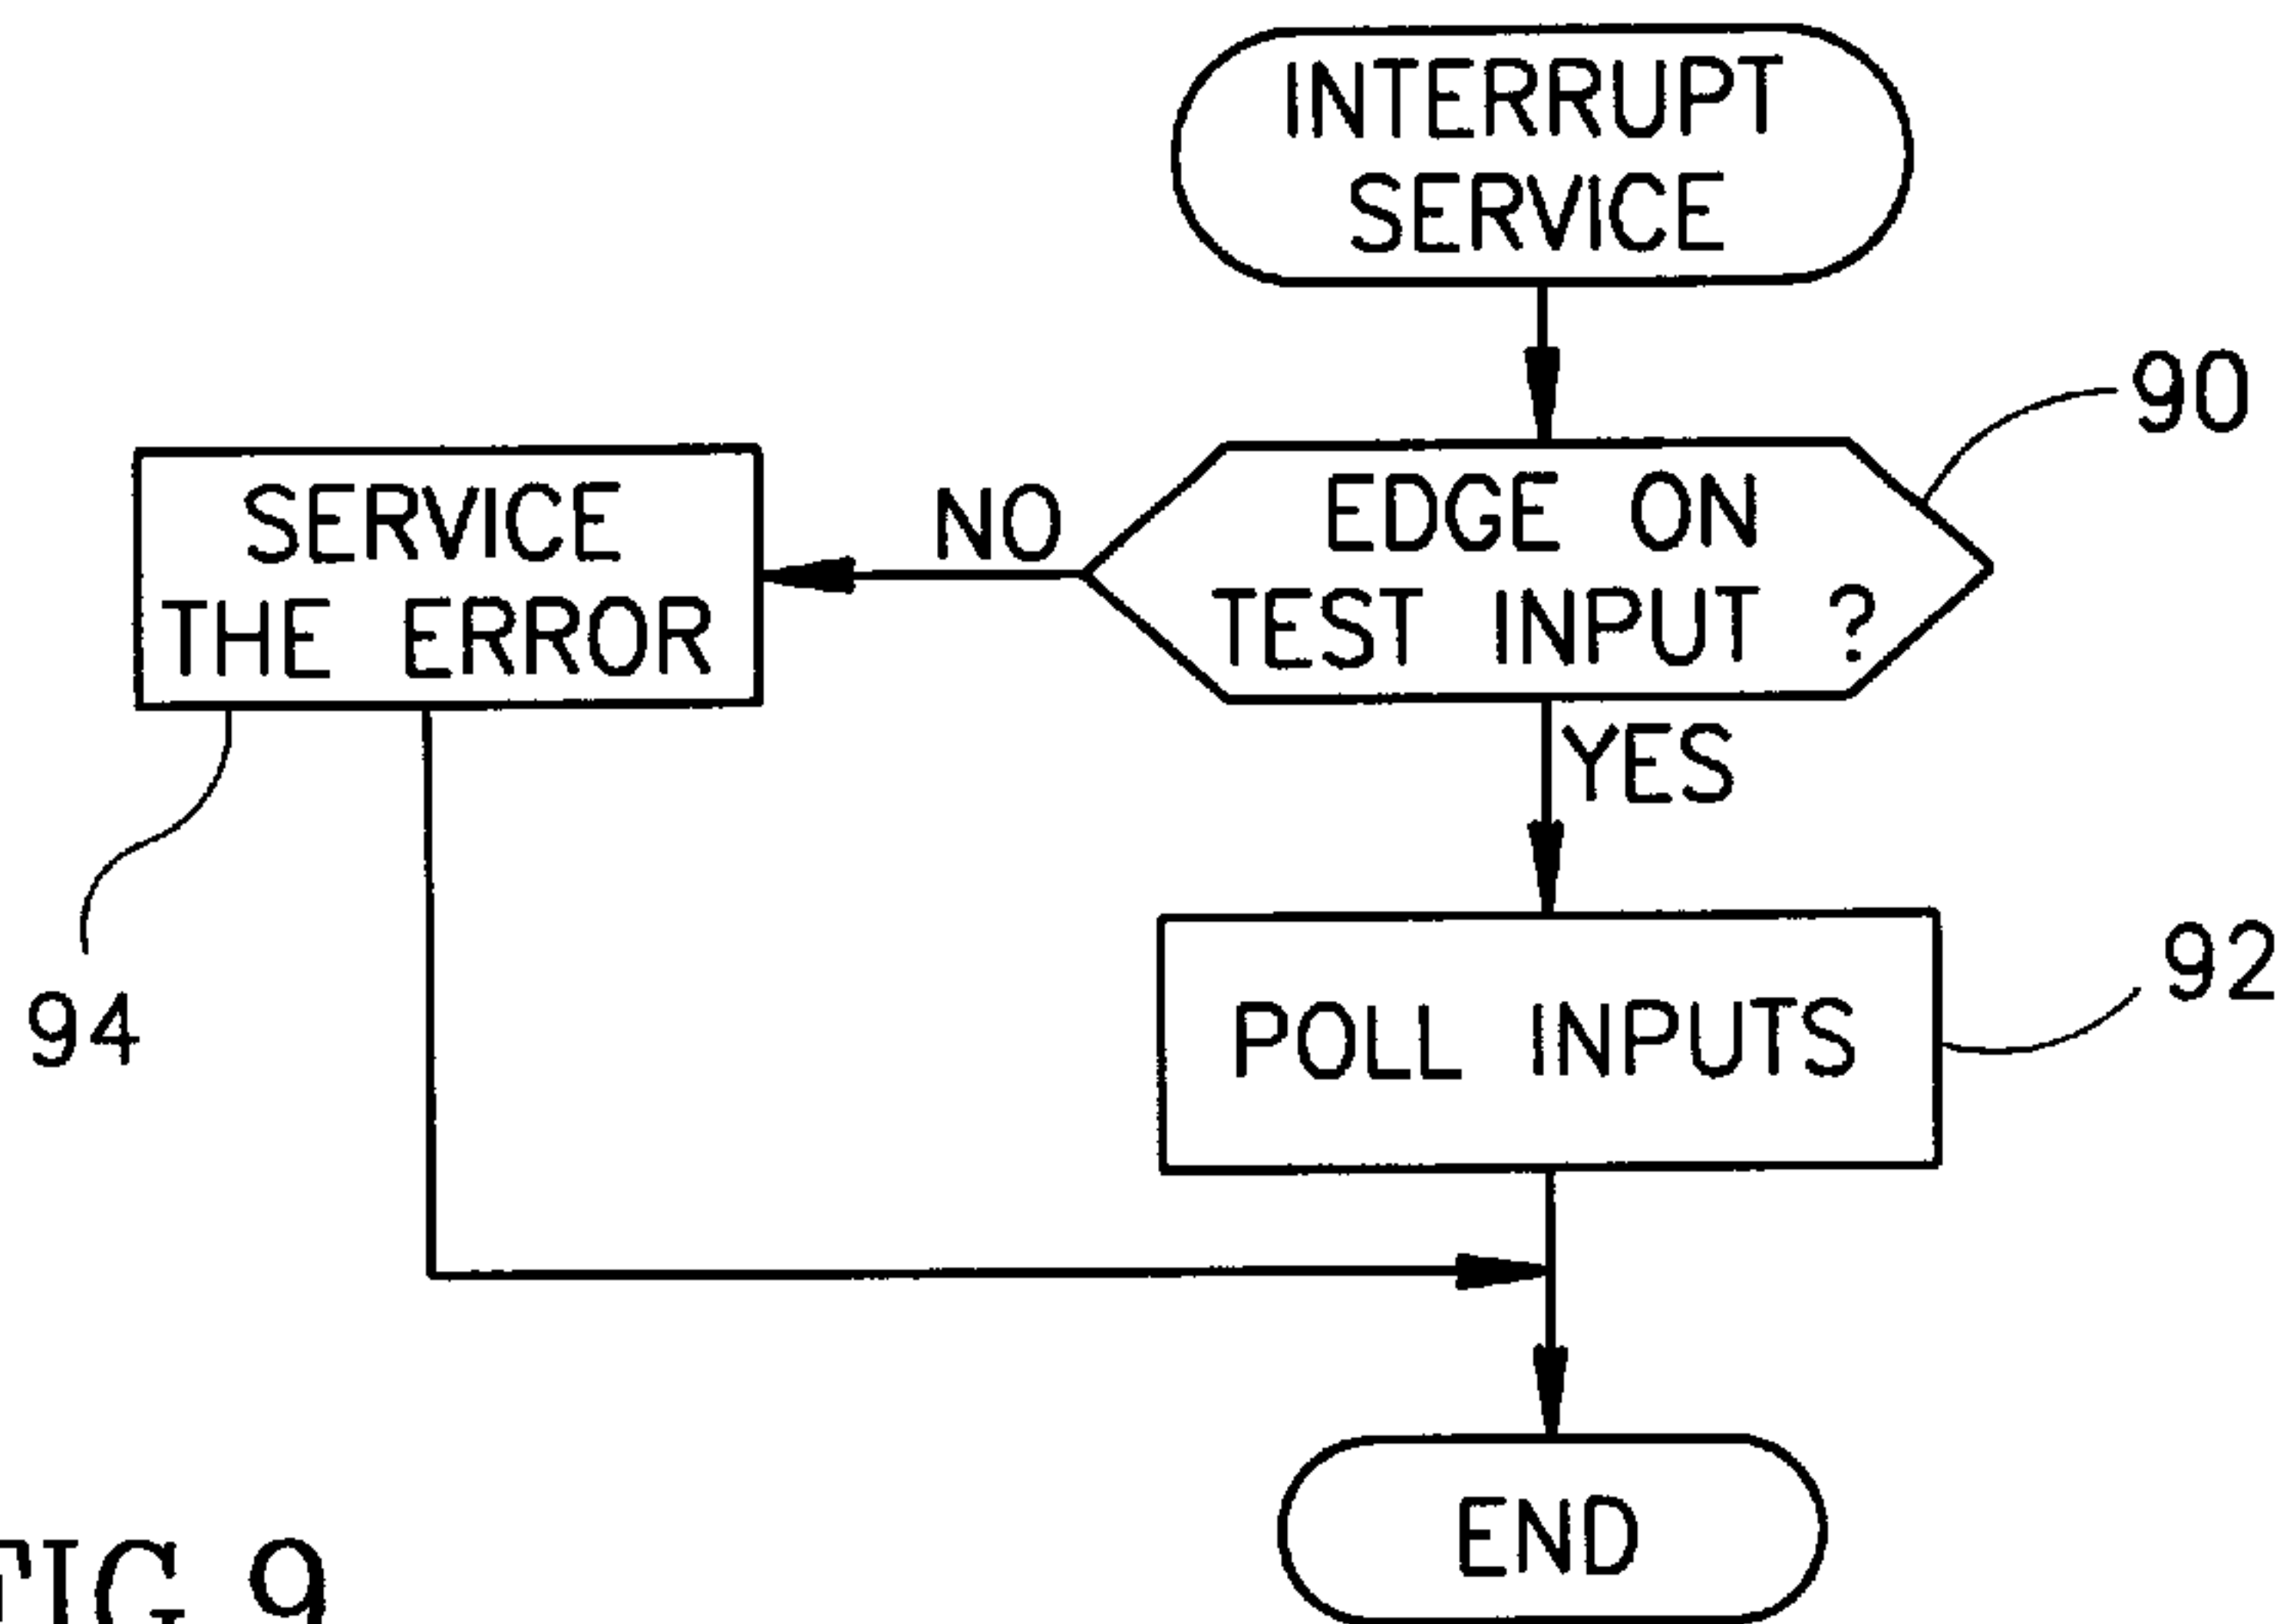 INTERRUPT
SERVICE
90
EDGE ON
TEST INPUT ?
NO
SERVICE
THE ERROR
YES
94
92
POLL INPUTS
END
FIG.9